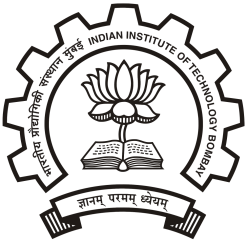 भारतीय प्रौद्योगिकी संस्थान मुंबई
INDIAN INSTITUTE OF TECHNOLOGY BOMBAY
ज्ञानम् परमम् ध्येयम्